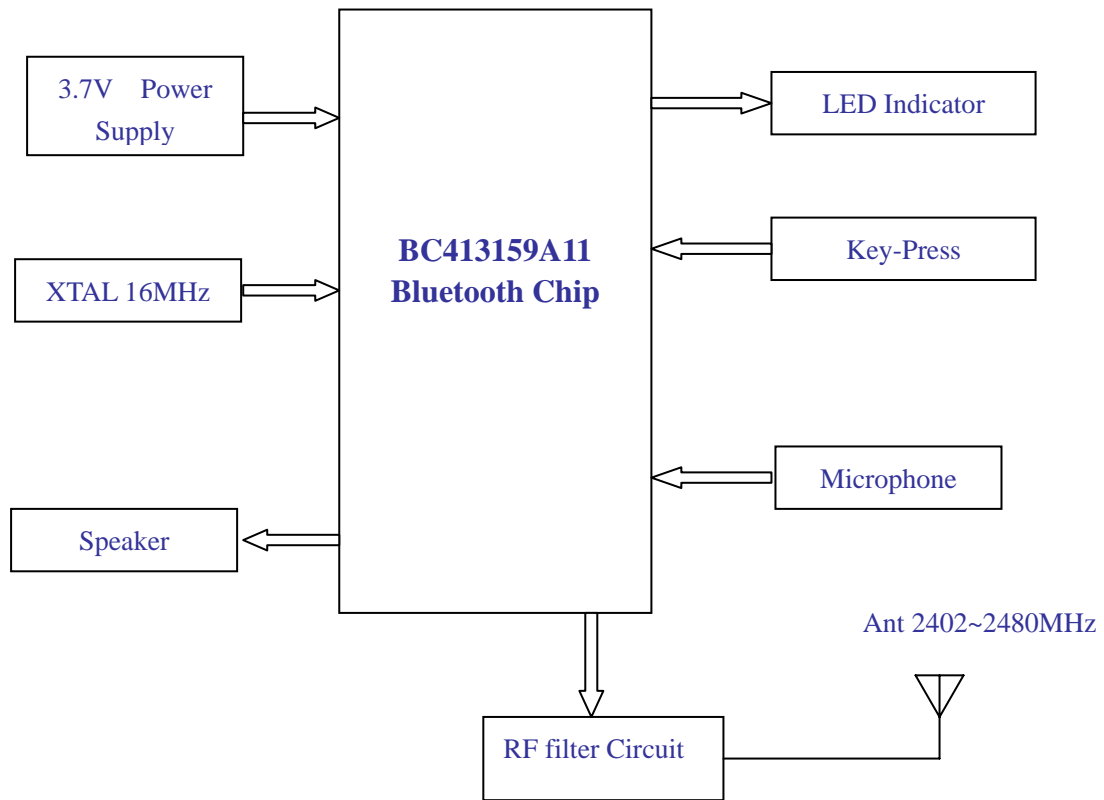 3.7V Power
Supply
LED Indicator
BC413159A11
Bluetooth Chip
Key-Press
XTAL 16MHz
Microphone
Speaker
Ant 2402~2480MHz
RF filter Circuit